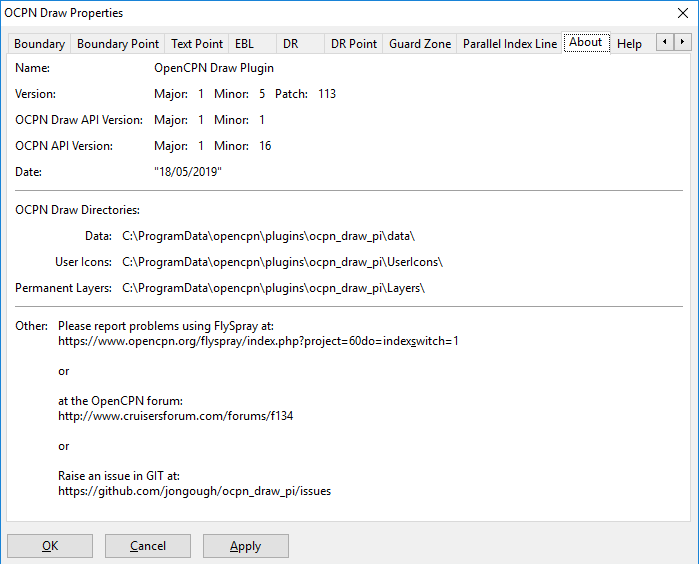 OCPN Draw Properties
Boundary Boundary Point Text Point EBL DR DR Point Guard Zone Parallel Index Line About Help
Name: OpenCPN Draw Plugin
Version: Major: 1 Minor: 5 Patch: 113
OCPN Draw API Version: Major: 1 Minor: 1
OCPN API Version: Major: 1 Minor: 16
Date: "18/05/2019"
OCPN Draw Directories:
Data: C:\ProgramData\opencpn\plugins\ocpn_draw_pi\data\
User Icons: C:\ProgramData\opencpn\plugins\ocpn_draw_pi\UserIcons\
Permanent Layers: C:\ProgramData\opencpn\plugins\ocpn_draw_pi\Layers\
Other: Please report problems using FlySpray at:
https://www.opencpn.org/flyspray/index.php?project=60do=indexswitch=1
or
at the OpenCPN forum:
http://www.cruisersforum.com/forums/f134
or
Raise an issue in GIT at:
https://github.com/jongough/ocpn_draw_pi/issues
OK Cancel Apply